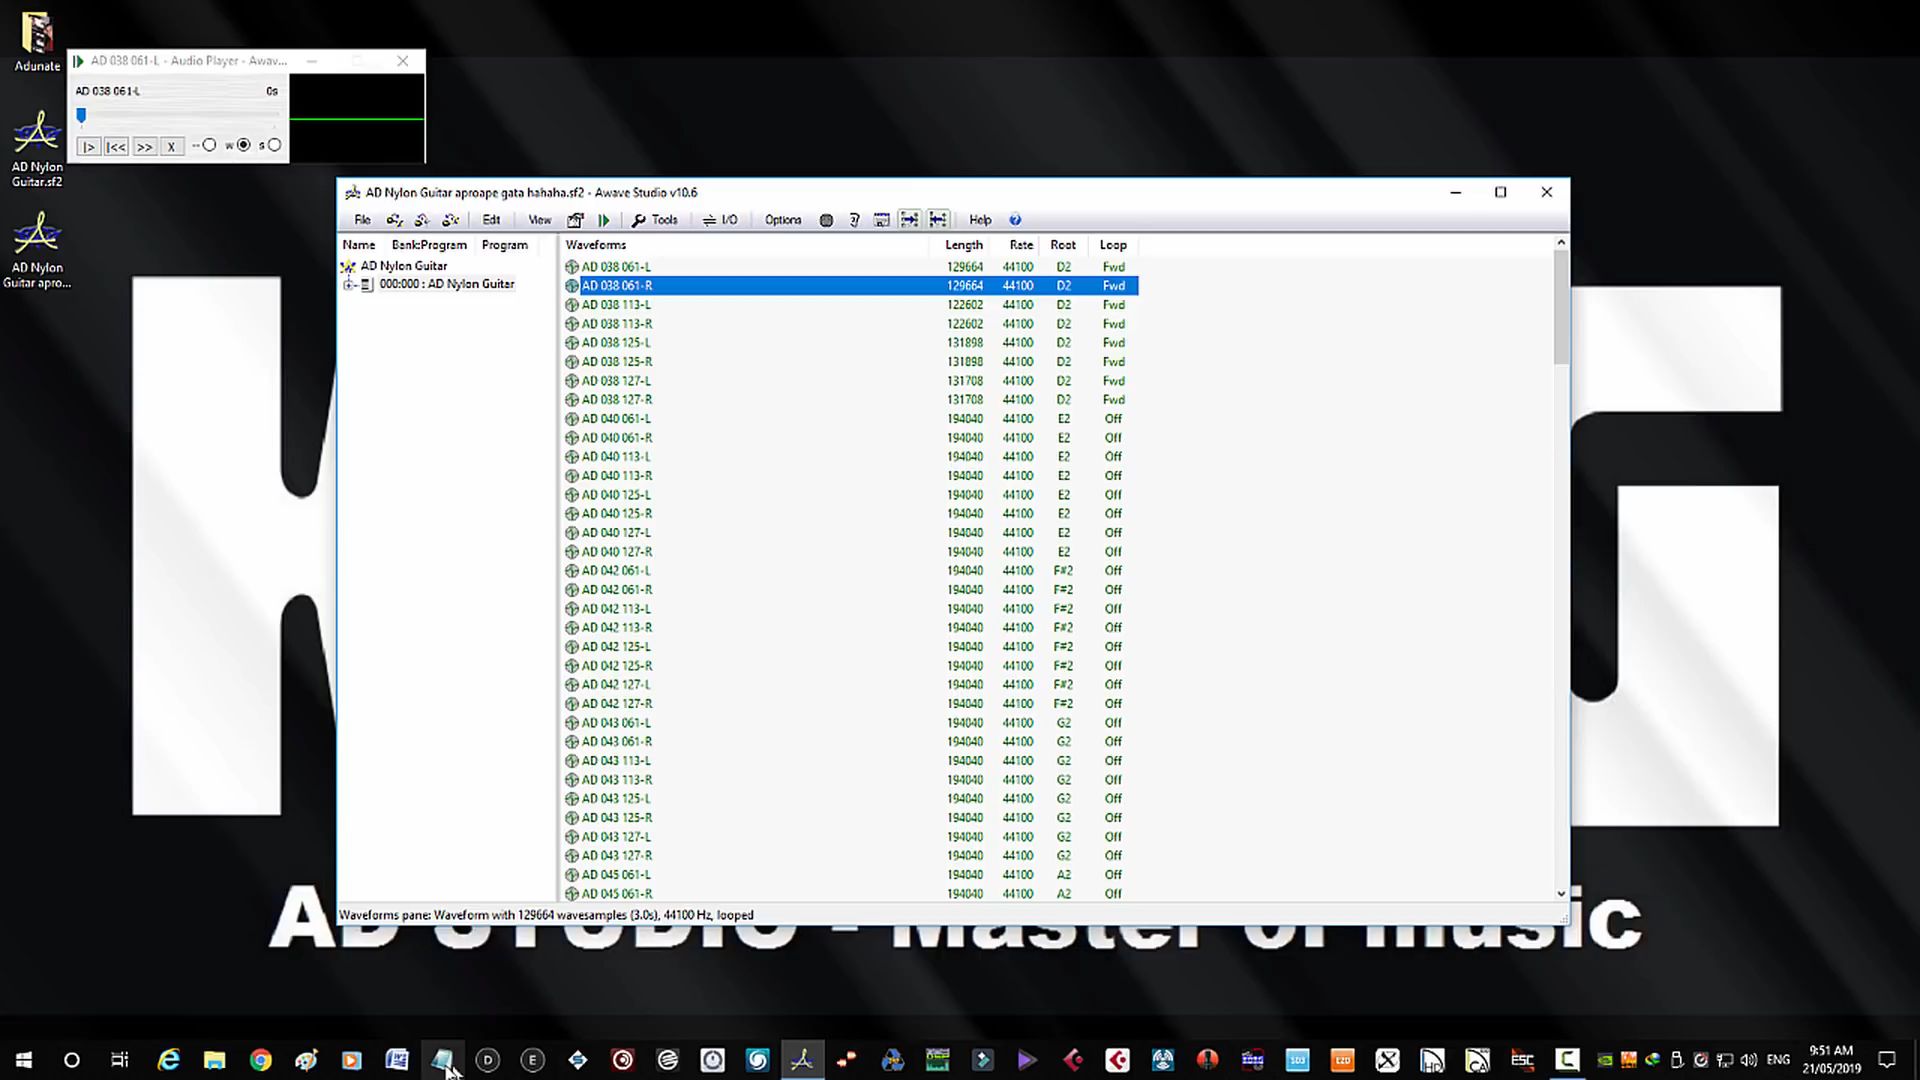 Adunate
AD 038 061-L - Audio Player - Awav...
AD 038 061-L
0s
|> |<< >> X -- w s
AD Nylon
Guitar.sf2
AD Nylon
Guitar apro...
AD Nylon Guitar aproape gata hahaha.sf2 - Awave Studio v10.6
File Edit View Tools I/O Options Help
Name Bank:Program Program
AD Nylon Guitar
000:000 : AD Nylon Guitar
Waveforms Length Rate Root Loop
AD 038 061-L 129664 44100 D2 Fwd
AD 038 061-R 129664 44100 D2 Fwd
AD 038 113-L 122602 44100 D2 Fwd
AD 038 113-R 122602 44100 D2 Fwd
AD 038 125-L 131898 44100 D2 Fwd
AD 038 125-R 131898 44100 D2 Fwd
AD 038 127-L 131708 44100 D2 Fwd
AD 038 127-R 131708 44100 D2 Fwd
AD 040 061-L 194040 44100 E2 Off
AD 040 061-R 194040 44100 E2 Off
AD 040 113-L 194040 44100 E2 Off
AD 040 113-R 194040 44100 E2 Off
AD 040 125-L 194040 44100 E2 Off
AD 040 125-R 194040 44100 E2 Off
AD 040 127-L 194040 44100 E2 Off
AD 040 127-R 194040 44100 E2 Off
AD 042 061-L 194040 44100 F#2 Off
AD 042 061-R 194040 44100 F#2 Off
AD 042 113-L 194040 44100 F#2 Off
AD 042 113-R 194040 44100 F#2 Off
AD 042 125-L 194040 44100 F#2 Off
AD 042 125-R 194040 44100 F#2 Off
AD 042 127-L 194040 44100 F#2 Off
AD 042 127-R 194040 44100 F#2 Off
AD 043 061-L 194040 44100 G2 Off
AD 043 061-R 194040 44100 G2 Off
AD 043 113-L 194040 44100 G2 Off
AD 043 113-R 194040 44100 G2 Off
AD 043 125-L 194040 44100 G2 Off
AD 043 125-R 194040 44100 G2 Off
AD 043 127-L 194040 44100 G2 Off
AD 043 127-R 194040 44100 G2 Off
AD 045 061-L 194040 44100 A2 Off
AD 045 061-R 194040 44100 A2 Off
Waveforms pane: Waveform with 129664 wavesamples (3.0s), 44100 Hz, looped
AD STUDIO - Master of music
D E SD3 EZD HD CA ESC ENG
9:51 AM
21/05/2019